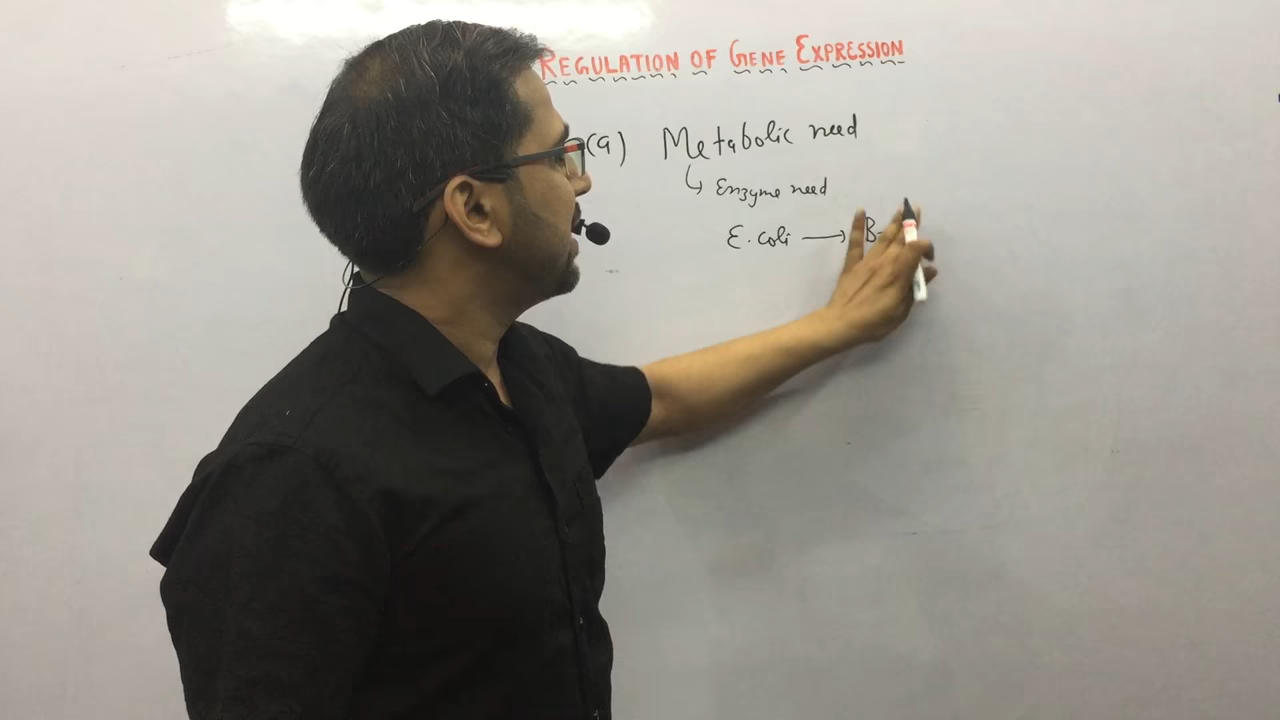 REGULATION OF GENE EXPRESSION
(a) Metabolic need
↳ Enzyme need
E. coli ⟶ B-